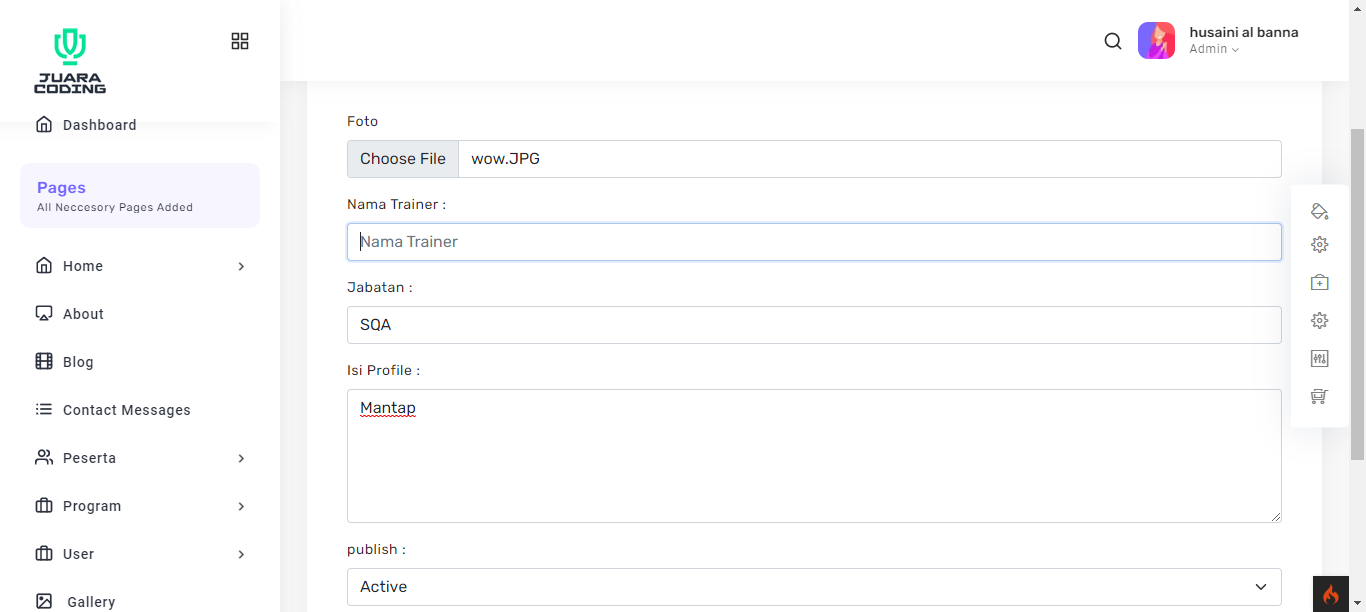 JUARA
CODING
husaini al banna
Admin
Dashboard
Pages
All Neccesory Pages Added
Home
About
Blog
Contact Messages
Peserta
Program
User
Gallery
Foto
Choose File wow.JPG
Nama Trainer :
Nama Trainer
Jabatan :
SQA
Isi Profile :
Mantap
publish :
Active